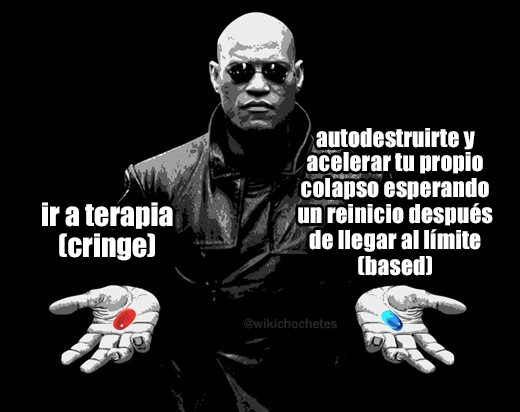 autodestruirte y
acelerar tu propio
colapso esperando
un reinicio después
de llegar al límite
(based)
ir a terapia
(cringe)
@wikichochetes